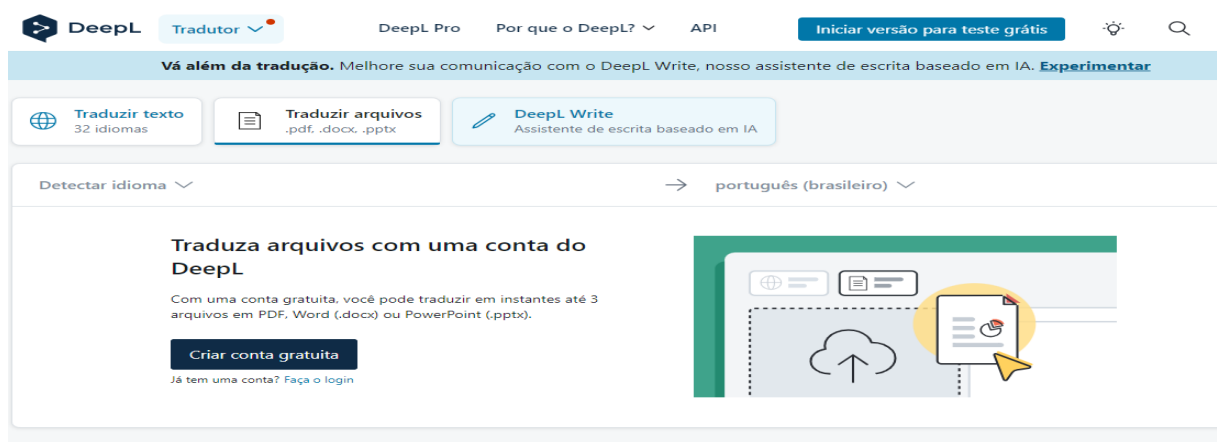 DeepL Tradutor DeepL Pro Por que o DeepL? API Iniciar versão para teste grátis
Vá além da tradução. Melhore sua comunicação com o DeepL Write, nosso assistente de escrita baseado em IA. Experimentar
Traduzir texto
32 idiomas
Traduzir arquivos
.pdf, .docx, .pptx
DeepL Write
Assistente de escrita baseado em IA
Detectar idioma
português (brasileiro)
Traduza arquivos com uma conta do
DeepL
Com uma conta gratuita, você pode traduzir em instantes até 3
arquivos em PDF, Word (.docx) ou PowerPoint (.pptx).
Criar conta gratuita
Já tem uma conta? Faça o login